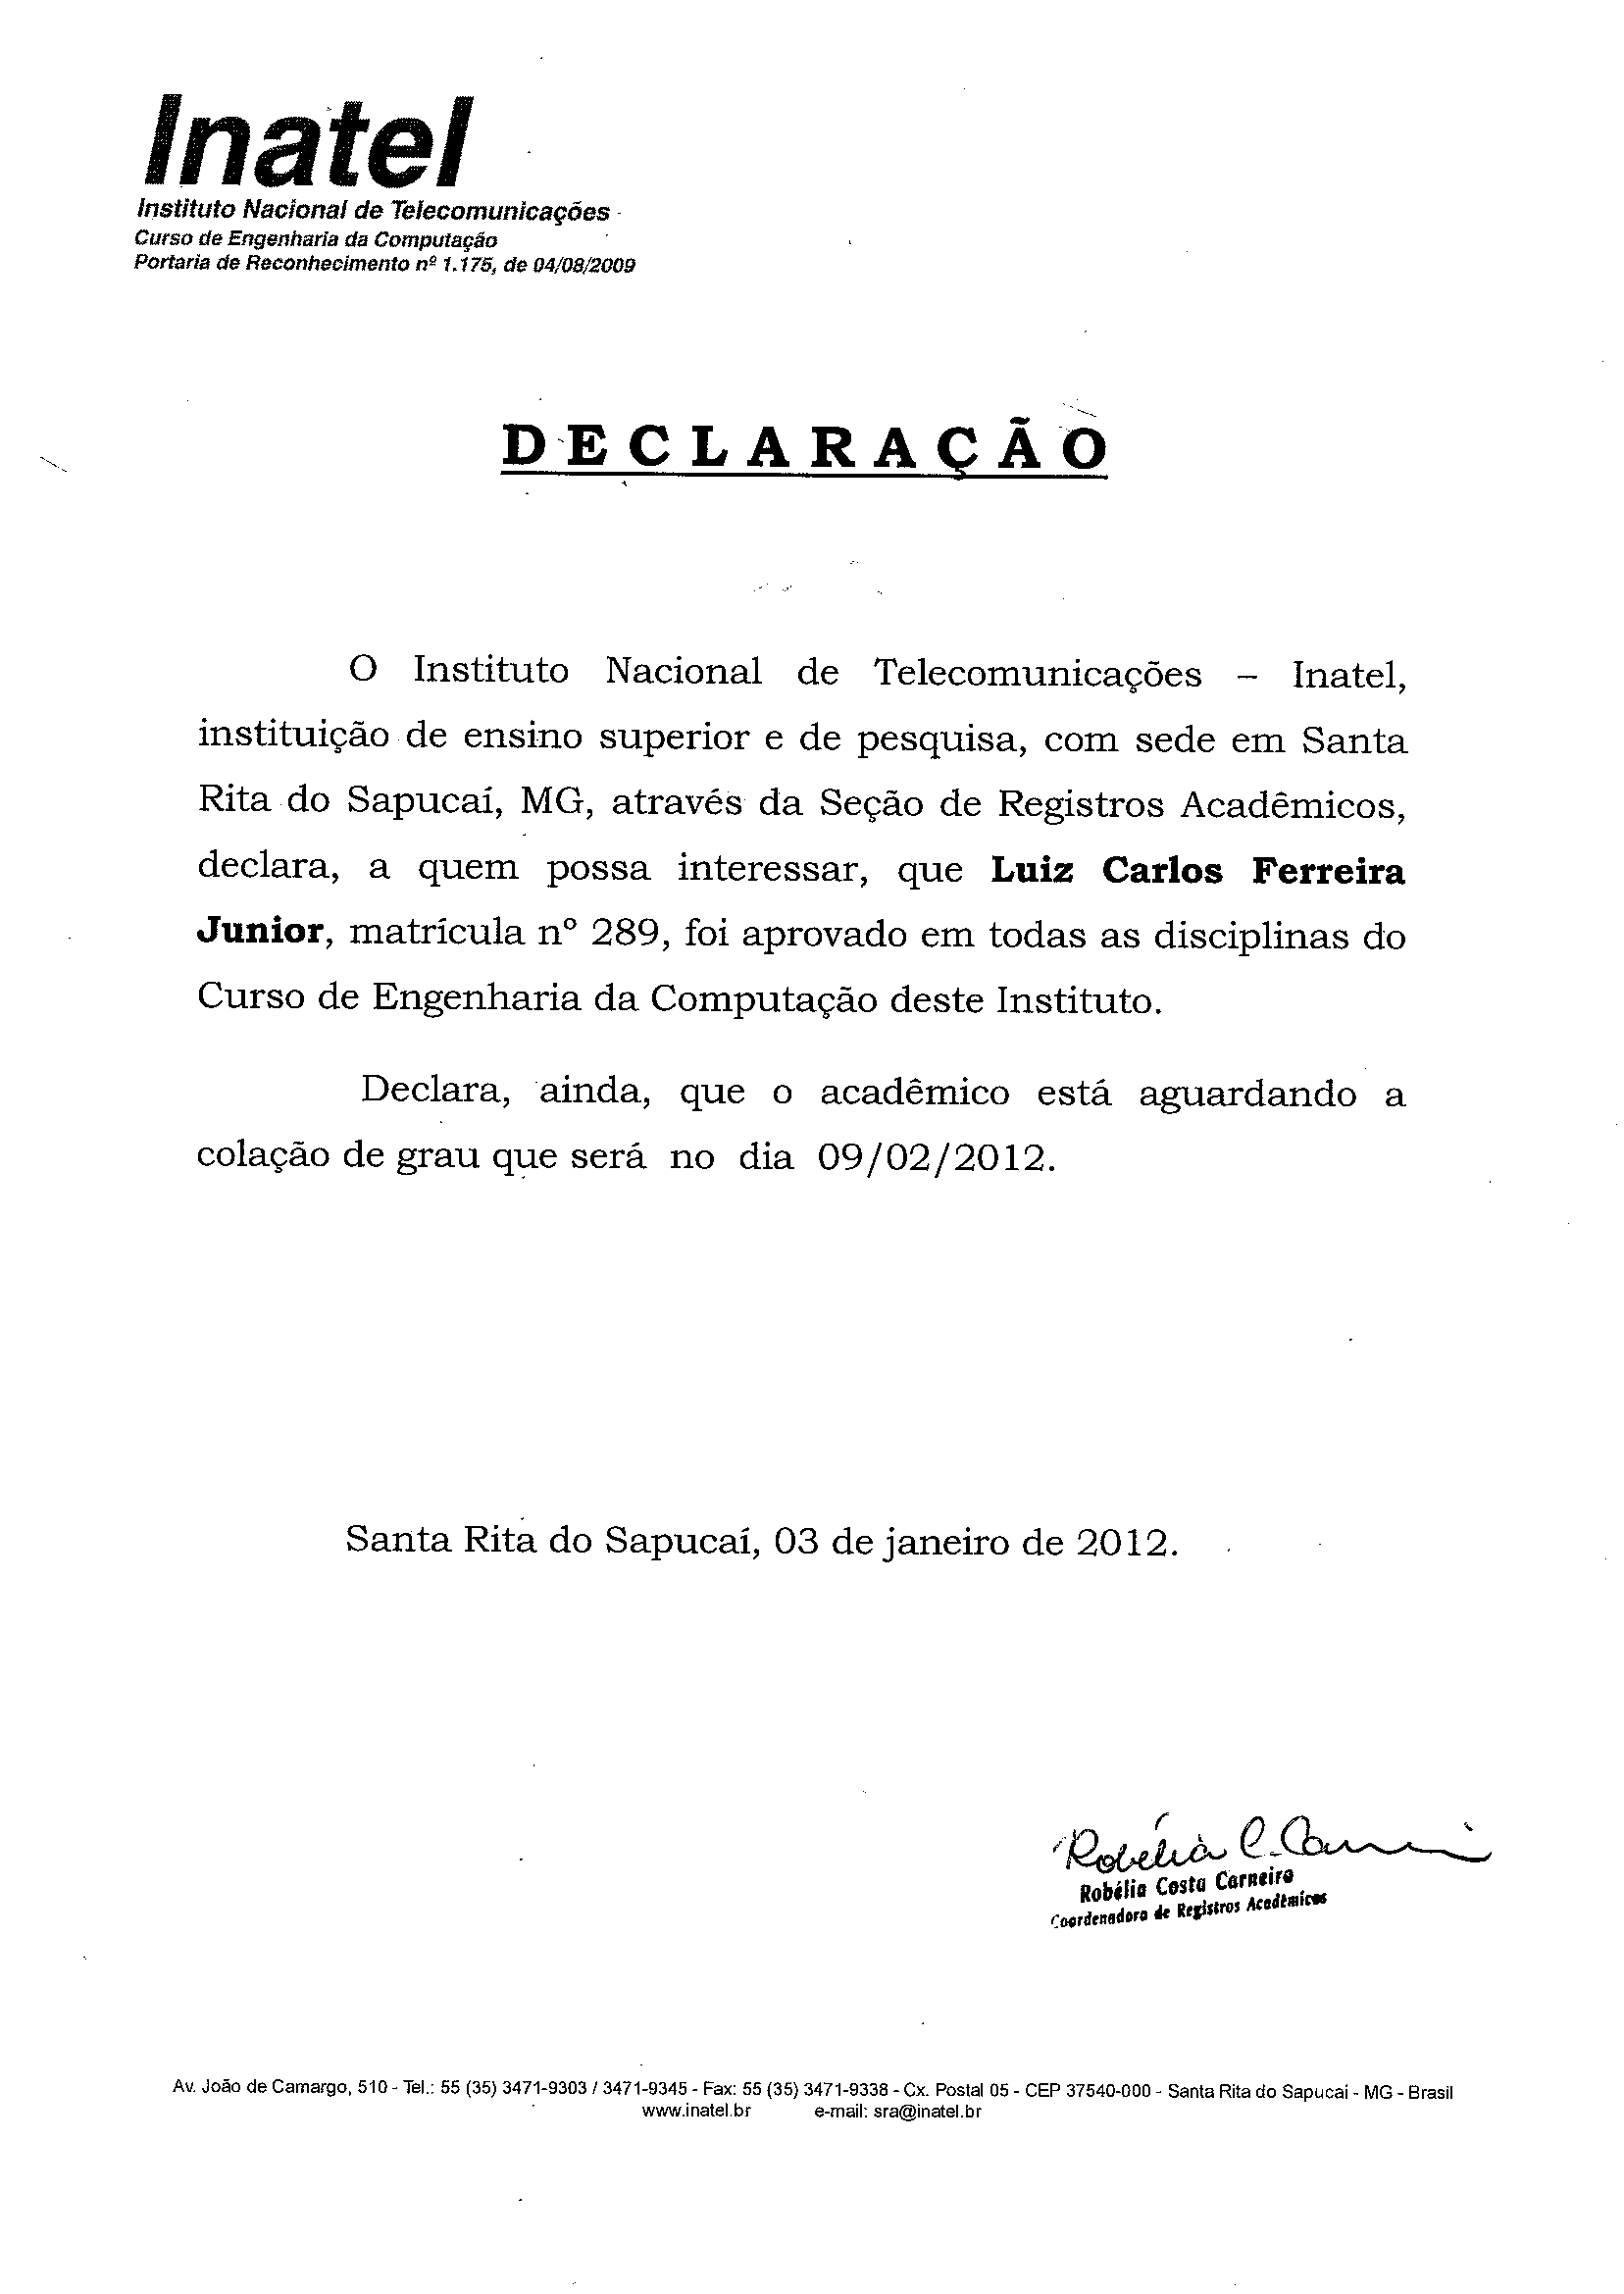 Inatel
Instituto Nacional de Telecomunicações
Curso de Engenharia da Computação
Portaria de Reconhecimento nº 1.175, de 04/08/2009
DECLARAÇÃO
O Instituto Nacional de Telecomunicações – Inatel,
instituição de ensino superior e de pesquisa, com sede em Santa
Rita do Sapucaí, MG, através da Seção de Registros Acadêmicos,
declara, a quem possa interessar, que Luiz Carlos Ferreira
Junior, matrícula nº 289, foi aprovado em todas as disciplinas do
Curso de Engenharia da Computação deste Instituto.
Declara, ainda, que o acadêmico está aguardando a
colação de grau que será no dia 09/02/2012.
Santa Rita do Sapucaí, 03 de janeiro de 2012.
Robélia C. Carneiro
Robélia Costa Carneiro
Coordenadora de Registros Acadêmicos
Av. João de Camargo, 510 - Tel.: 55 (35) 3471-9303 / 3471-9345 - Fax: 55 (35) 3471-9338 - Cx. Postal 05 - CEP 37540-000 - Santa Rita do Sapucaí - MG - Brasil
www.inatel.br e-mail: sra@inatel.br